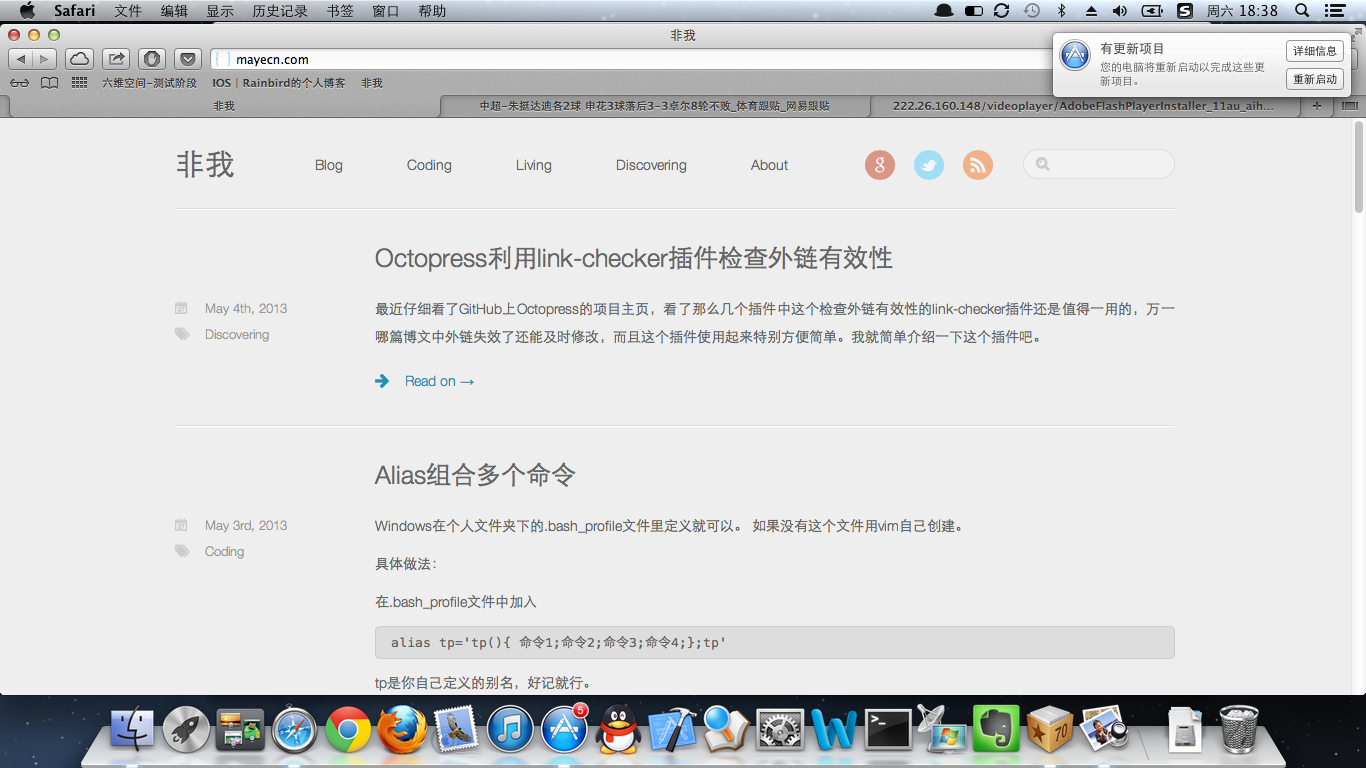 Safari 文件 编辑 显示 历史记录 书签 窗口 帮助 周六 18:38
非我
mayecn.com
有更新项目
您的电脑将重新启动以完成这些更
新项目。
详细信息
重新启动
六维空间-测试阶段 IOS | Rainbird的个人博客 非我
非我 中超-朱挺达迪各2球 申花3球落后3-3卓尔8轮不败_体育跟贴_网易跟贴 222.26.160.148/videoplayer/AdobeFlashPlayerInstaller_11au_aih...
非我 Blog Coding Living Discovering About
Octopress利用link-checker插件检查外链有效性
May 4th, 2013
Discovering
最近仔细看了GitHub上Octopress的项目主页，看了那么几个插件中这个检查外链有效性的link-checker插件还是值得一用的，万一
哪篇博文中外链失效了还能及时修改，而且这个插件使用起来特别方便简单。我就简单介绍一下这个插件吧。
Read on →
Alias组合多个命令
May 3rd, 2013
Coding
Windows在个人文件夹下的.bash_profile文件里定义就可以。 如果没有这个文件用vim自己创建。
具体做法：
在.bash_profile文件中加入
alias tp='tp(){ 命令1;命令2;命令3;命令4;};tp'
tp是你自己定义的别名，好记就行。
5
70